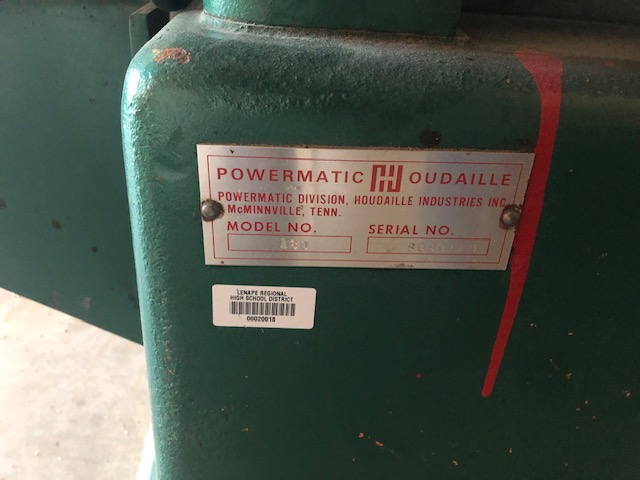 POWERMATIC HOUDAILLE
POWERMATIC DIVISION, HOUDAILLE INDUSTRIES INC.
McMINNVILLE, TENN.
MODEL NO. SERIAL NO.
LENAPE REGIONAL
HIGH SCHOOL DISTRICT
00020018